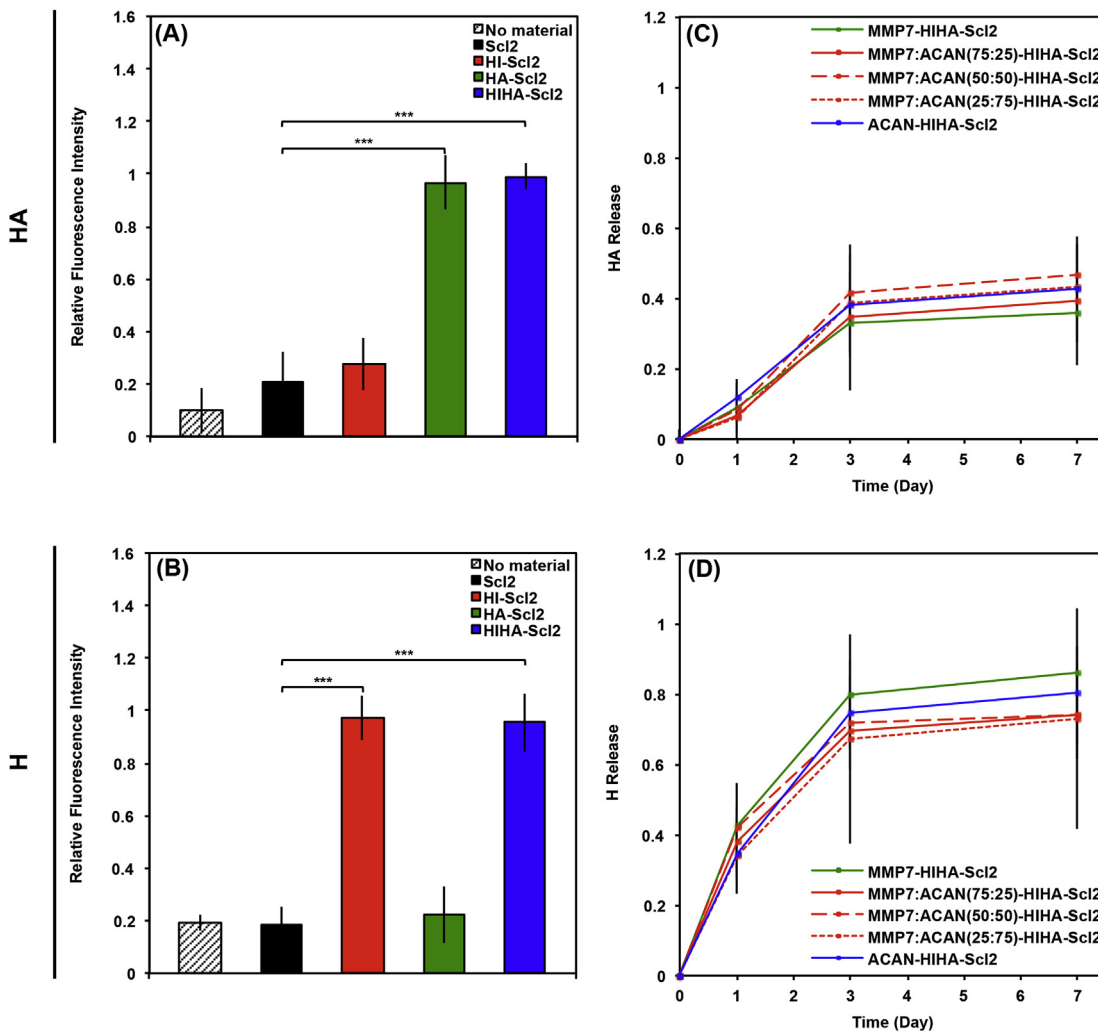 HA
(A)
No material
Scl2
HI-Scl2
HA-Scl2
HIHA-Scl2
***
***
Relative Fluorescence Intensity
1.6
1.4
1.2
1
0.8
0.6
0.4
0.2
0
(C)
MMP7-HIHA-Scl2
MMP7:ACAN(75:25)-HIHA-Scl2
MMP7:ACAN(50:50)-HIHA-Scl2
MMP7:ACAN(25:75)-HIHA-Scl2
ACAN-HIHA-Scl2
HA Release
1.2
1
0.8
0.6
0.4
0.2
0
0 1 2 3 4 5 6 7
Time (Day)
H
(B)
No material
Scl2
HI-Scl2
HA-Scl2
HIHA-Scl2
***
***
Relative Fluorescence Intensity
1.6
1.4
1.2
1
0.8
0.6
0.4
0.2
0
(D)
H Release
1.2
1
0.8
0.6
0.4
0.2
0
MMP7-HIHA-Scl2
MMP7:ACAN(75:25)-HIHA-Scl2
MMP7:ACAN(50:50)-HIHA-Scl2
MMP7:ACAN(25:75)-HIHA-Scl2
ACAN-HIHA-Scl2
0 1 2 3 4 5 6 7
Time (Day)